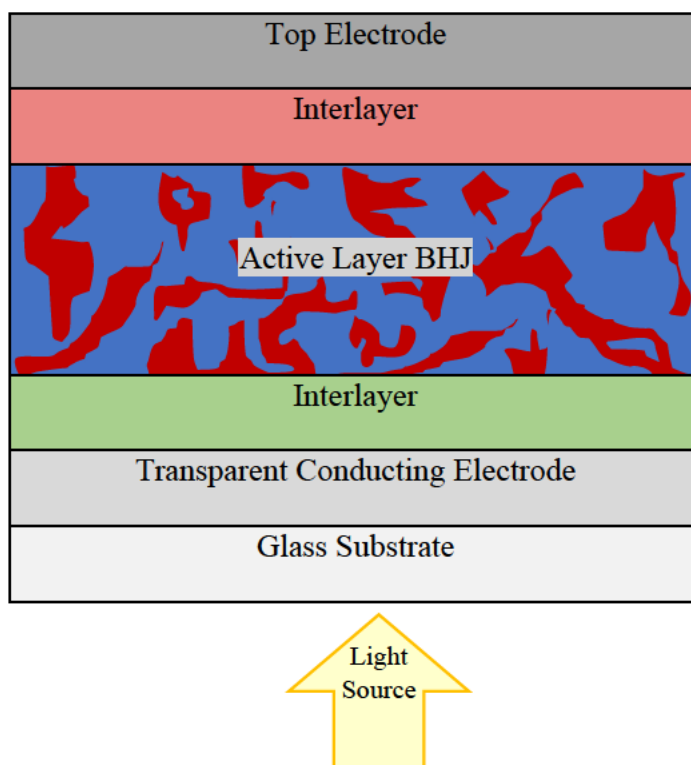 Top Electrode
Interlayer
Active Layer BHJ
Interlayer
Transparent Conducting Electrode
Glass Substrate
Light
Source